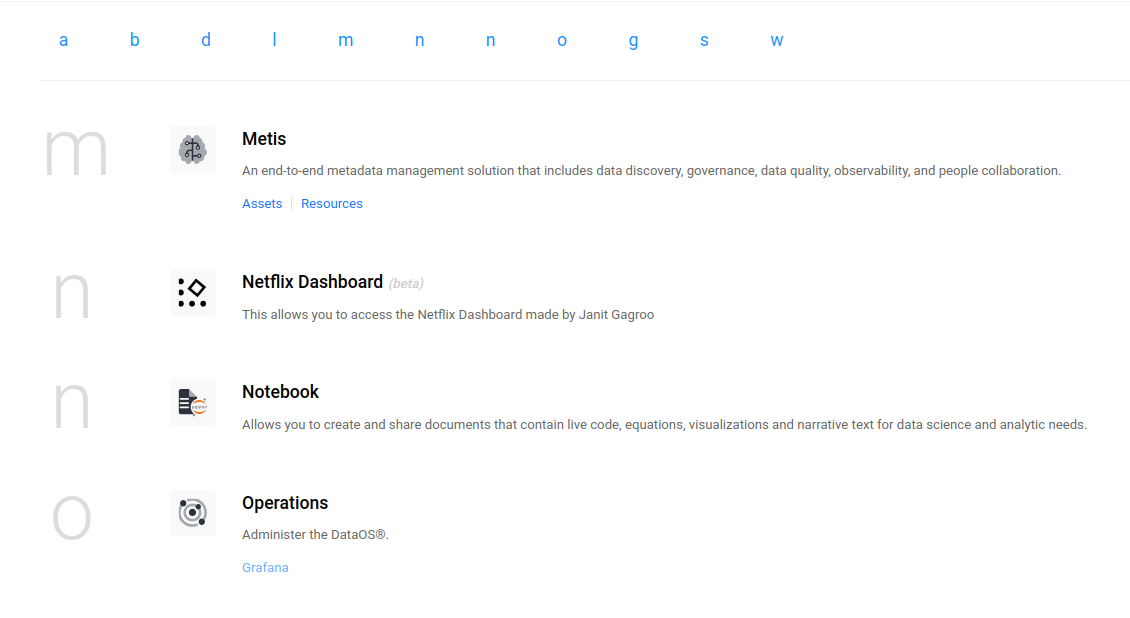 a b d l m n n o g s w
m
Metis
An end-to-end metadata management solution that includes data discovery, governance, data quality, observability, and people collaboration.
Assets | Resources
n
Netflix Dashboard (beta)
This allows you to access the Netflix Dashboard made by Janit Gagroo
n
Notebook
Allows you to create and share documents that contain live code, equations, visualizations and narrative text for data science and analytic needs.
o
Operations
Administer the DataOS®.
Grafana